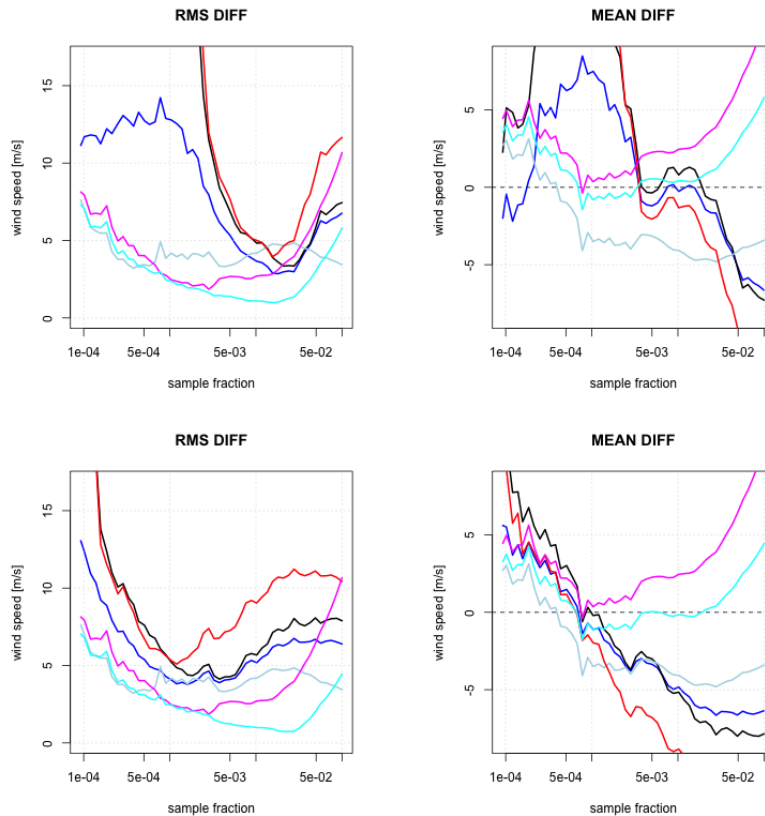 RMS DIFF
MEAN DIFF
wind speed [m/s]
0
5
10
15
1e-04
5e-04
5e-03
5e-02
sample fraction
wind speed [m/s]
-5
0
5
1e-04
5e-04
5e-03
5e-02
sample fraction
RMS DIFF
MEAN DIFF
wind speed [m/s]
0
5
10
15
1e-04
5e-04
5e-03
5e-02
sample fraction
wind speed [m/s]
-5
0
5
1e-04
5e-04
5e-03
5e-02
sample fraction